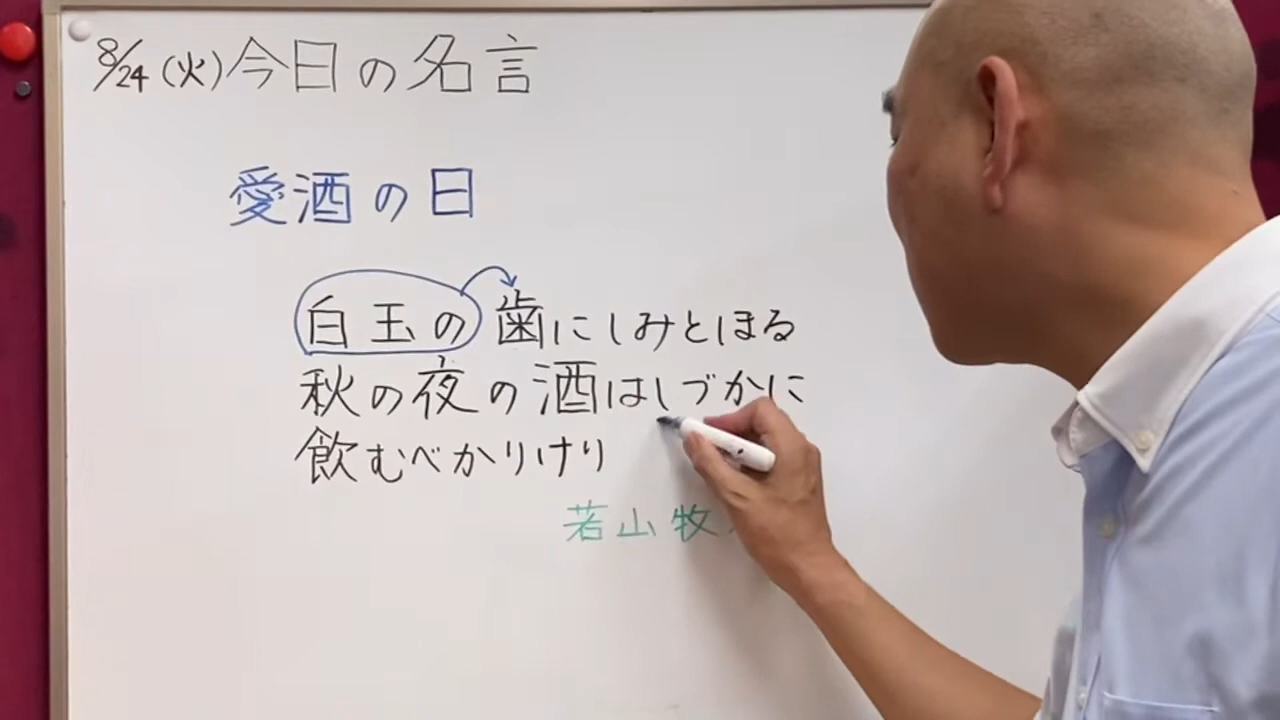 8/24(火)今日の名言
愛酒の日
白玉の歯にしみとほる
秋の夜の酒はしづかに
飲むべかりけり
若山牧